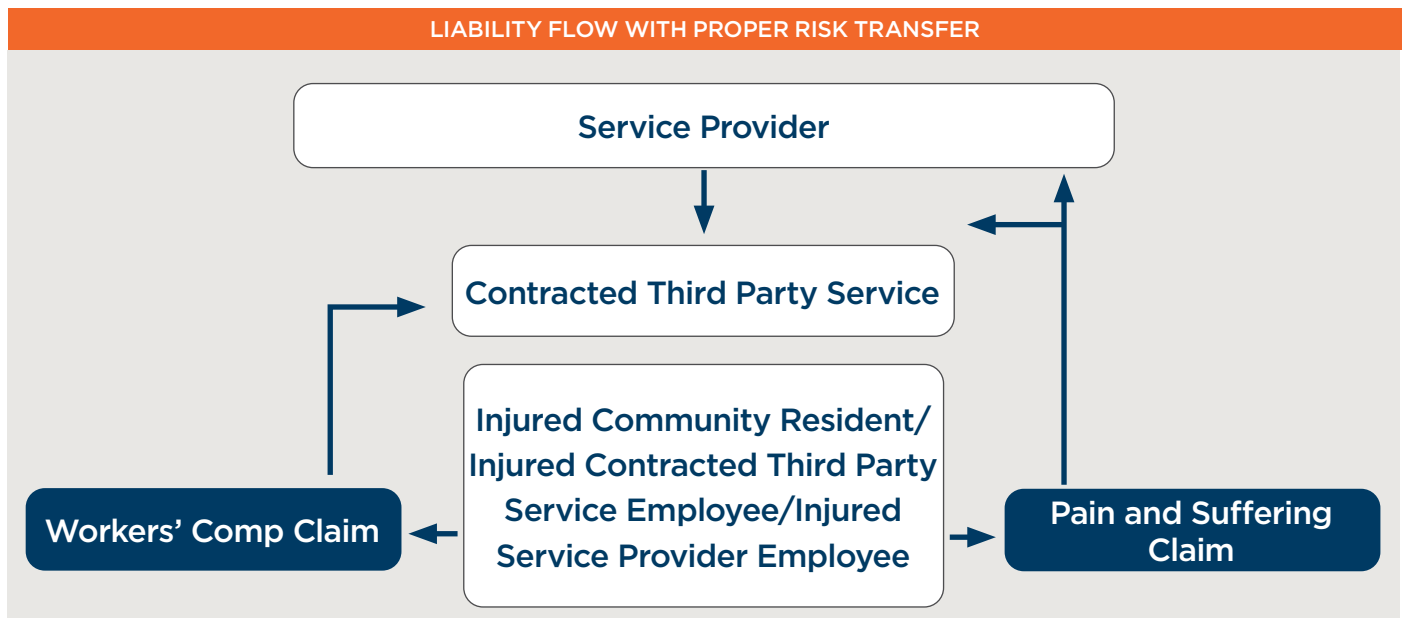 LIABILITY FLOW WITH PROPER RISK TRANSFER
Service Provider
Contracted Third Party Service
Injured Community Resident/
Injured Contracted Third Party
Service Employee/Injured
Service Provider Employee
Workers’ Comp Claim
Pain and Suffering
Claim